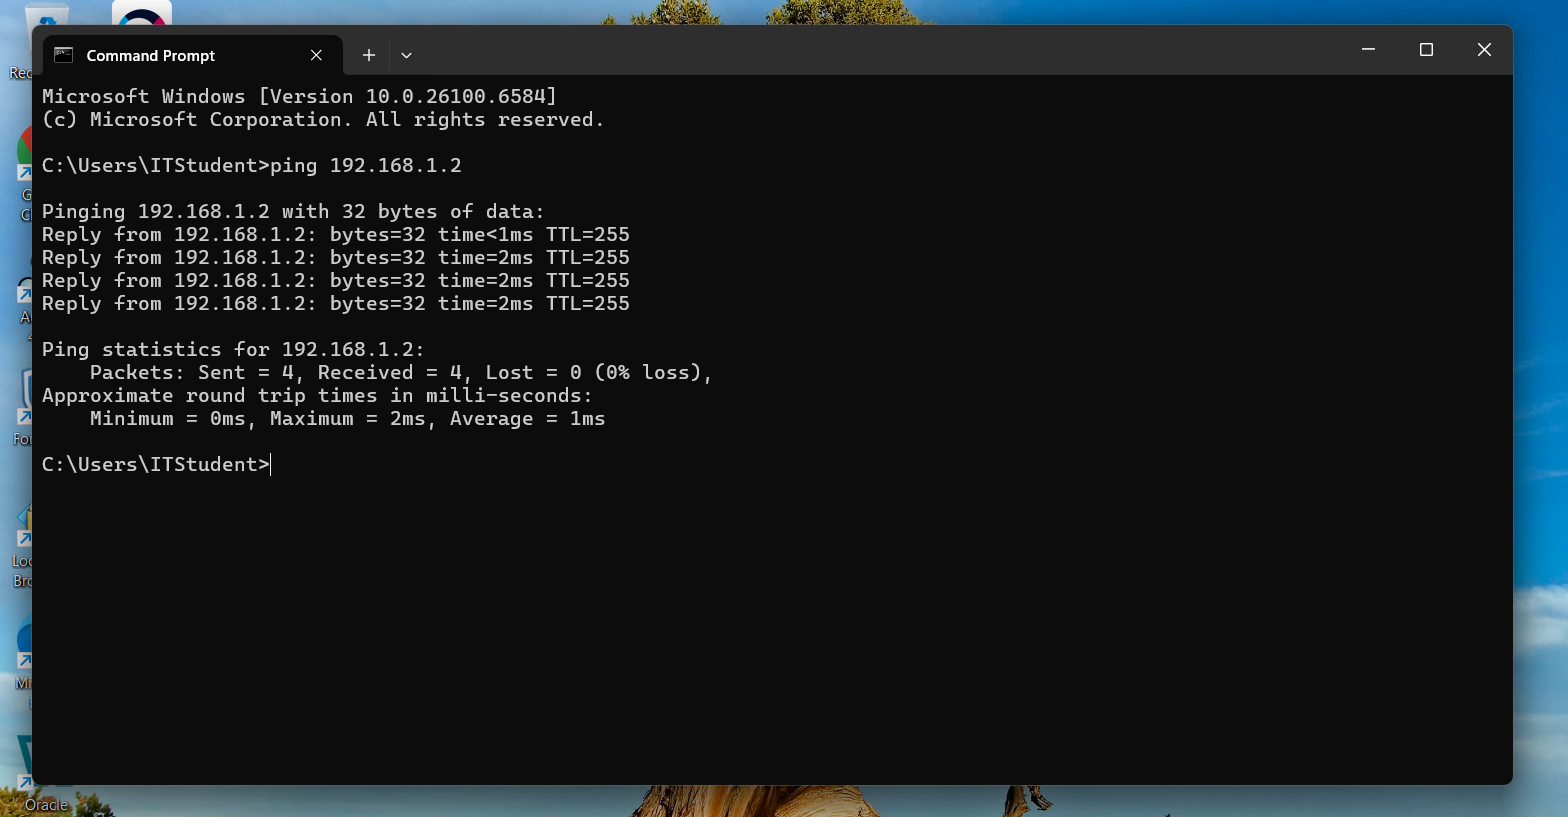 Command Prompt
Microsoft Windows [Version 10.0.26100.6584]
(c) Microsoft Corporation. All rights reserved.
C:\Users\ITStudent>ping 192.168.1.2
Pinging 192.168.1.2 with 32 bytes of data:
Reply from 192.168.1.2: bytes=32 time<1ms TTL=255
Reply from 192.168.1.2: bytes=32 time=2ms TTL=255
Reply from 192.168.1.2: bytes=32 time=2ms TTL=255
Reply from 192.168.1.2: bytes=32 time=2ms TTL=255
Ping statistics for 192.168.1.2:
    Packets: Sent = 4, Received = 4, Lost = 0 (0% loss),
Approximate round trip times in milli-seconds:
    Minimum = 0ms, Maximum = 2ms, Average = 1ms
C:\Users\ITStudent>
Oracle